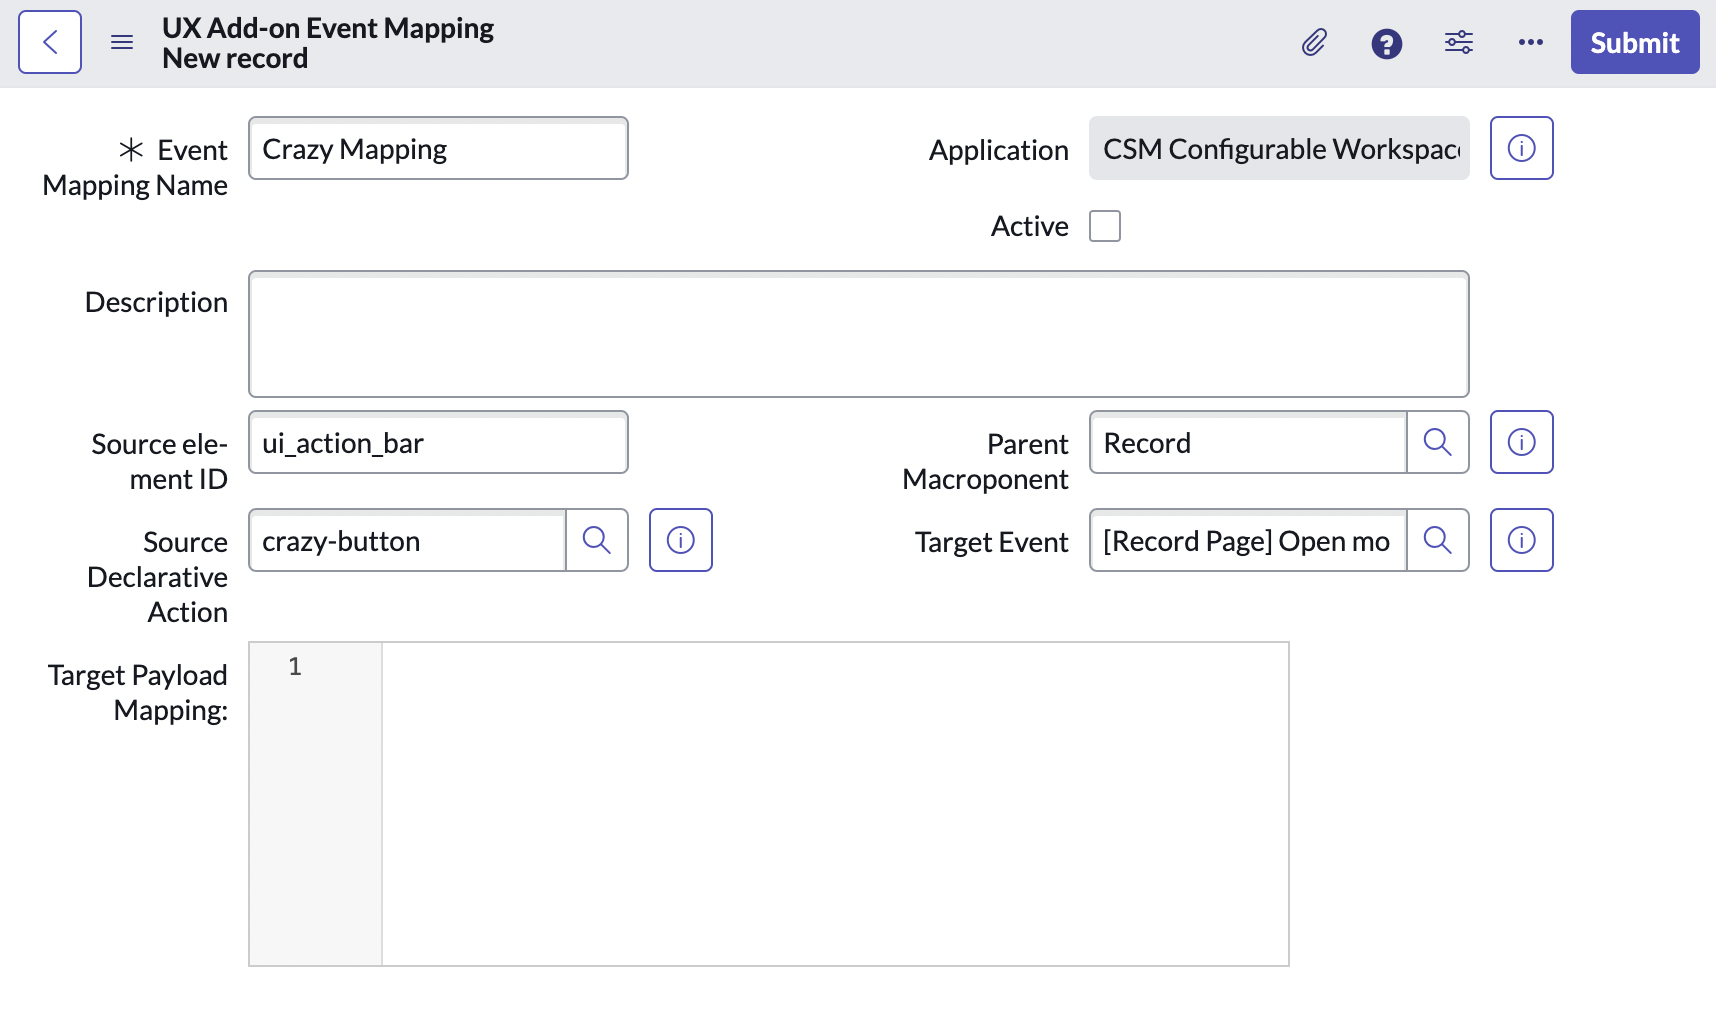 UX Add-on Event Mapping
New record
Submit
Event
Mapping Name
Crazy Mapping
Application
CSM Configurable Workspac
Active
Description
Source ele-
ment ID
ui_action_bar
Parent
Macroponent
Record
Source
Declarative
Action
crazy-button
Target Event
[Record Page] Open mo
Target Payload
Mapping:
1